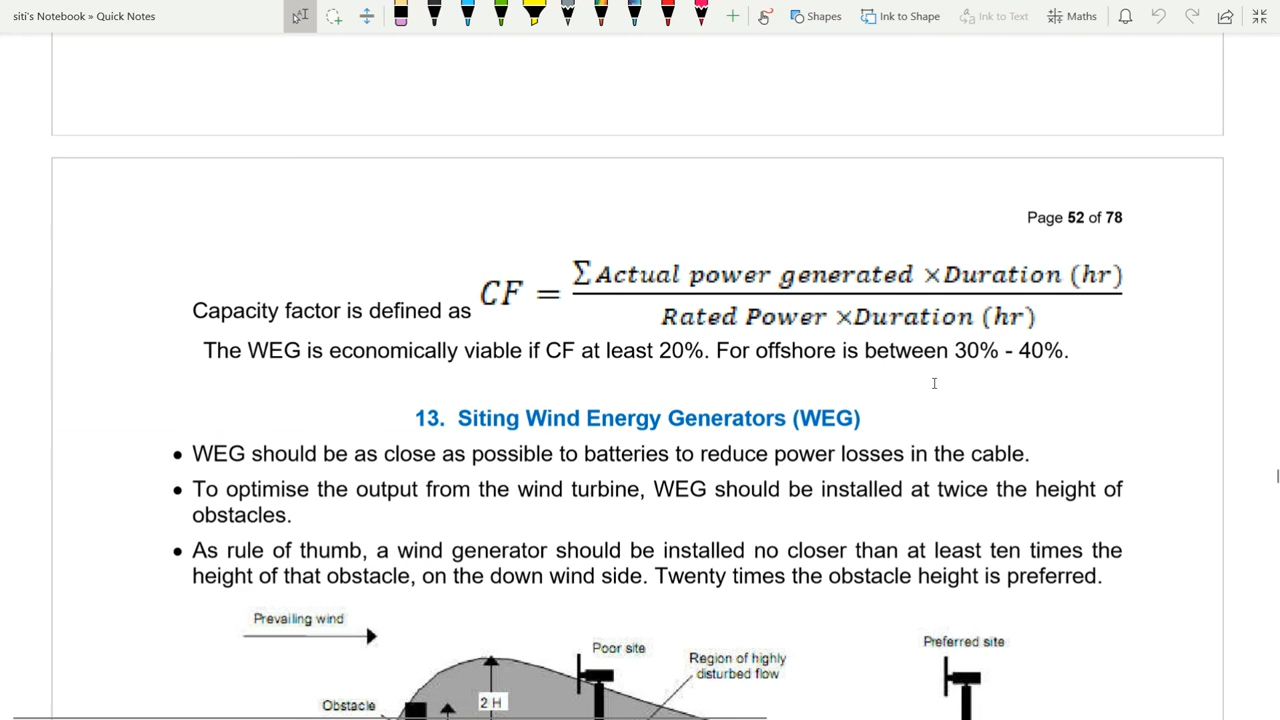 siti's Notebook » Quick Notes
Shapes
Ink to Shape
Ink to Text
Maths
Page 52 of 78
Capacity factor is defined as CF = ∑ Actual power generated ×Duration (hr)
Rated Power ×Duration (hr)
The WEG is economically viable if CF at least 20%. For offshore is between 30% - 40%.
13. Siting Wind Energy Generators (WEG)
• WEG should be as close as possible to batteries to reduce power losses in the cable.
• To optimise the output from the wind turbine, WEG should be installed at twice the height of
obstacles.
• As rule of thumb, a wind generator should be installed no closer than at least ten times the
height of that obstacle, on the down wind side. Twenty times the obstacle height is preferred.
Prevailing wind
Poor site
Region of highly
disturbed flow
Preferred site
Obstacle
2 H